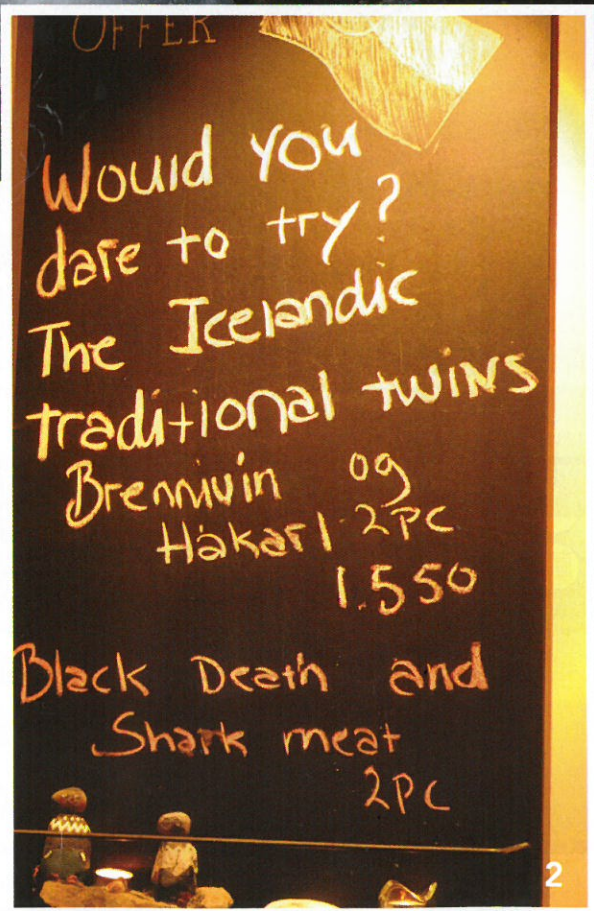 OFFER
Would you
dare to try?
The Icelandic
traditional twins
Brennivin og
Hákarl 2PC
1.550
Black Death and
Shark meat
2PC
2